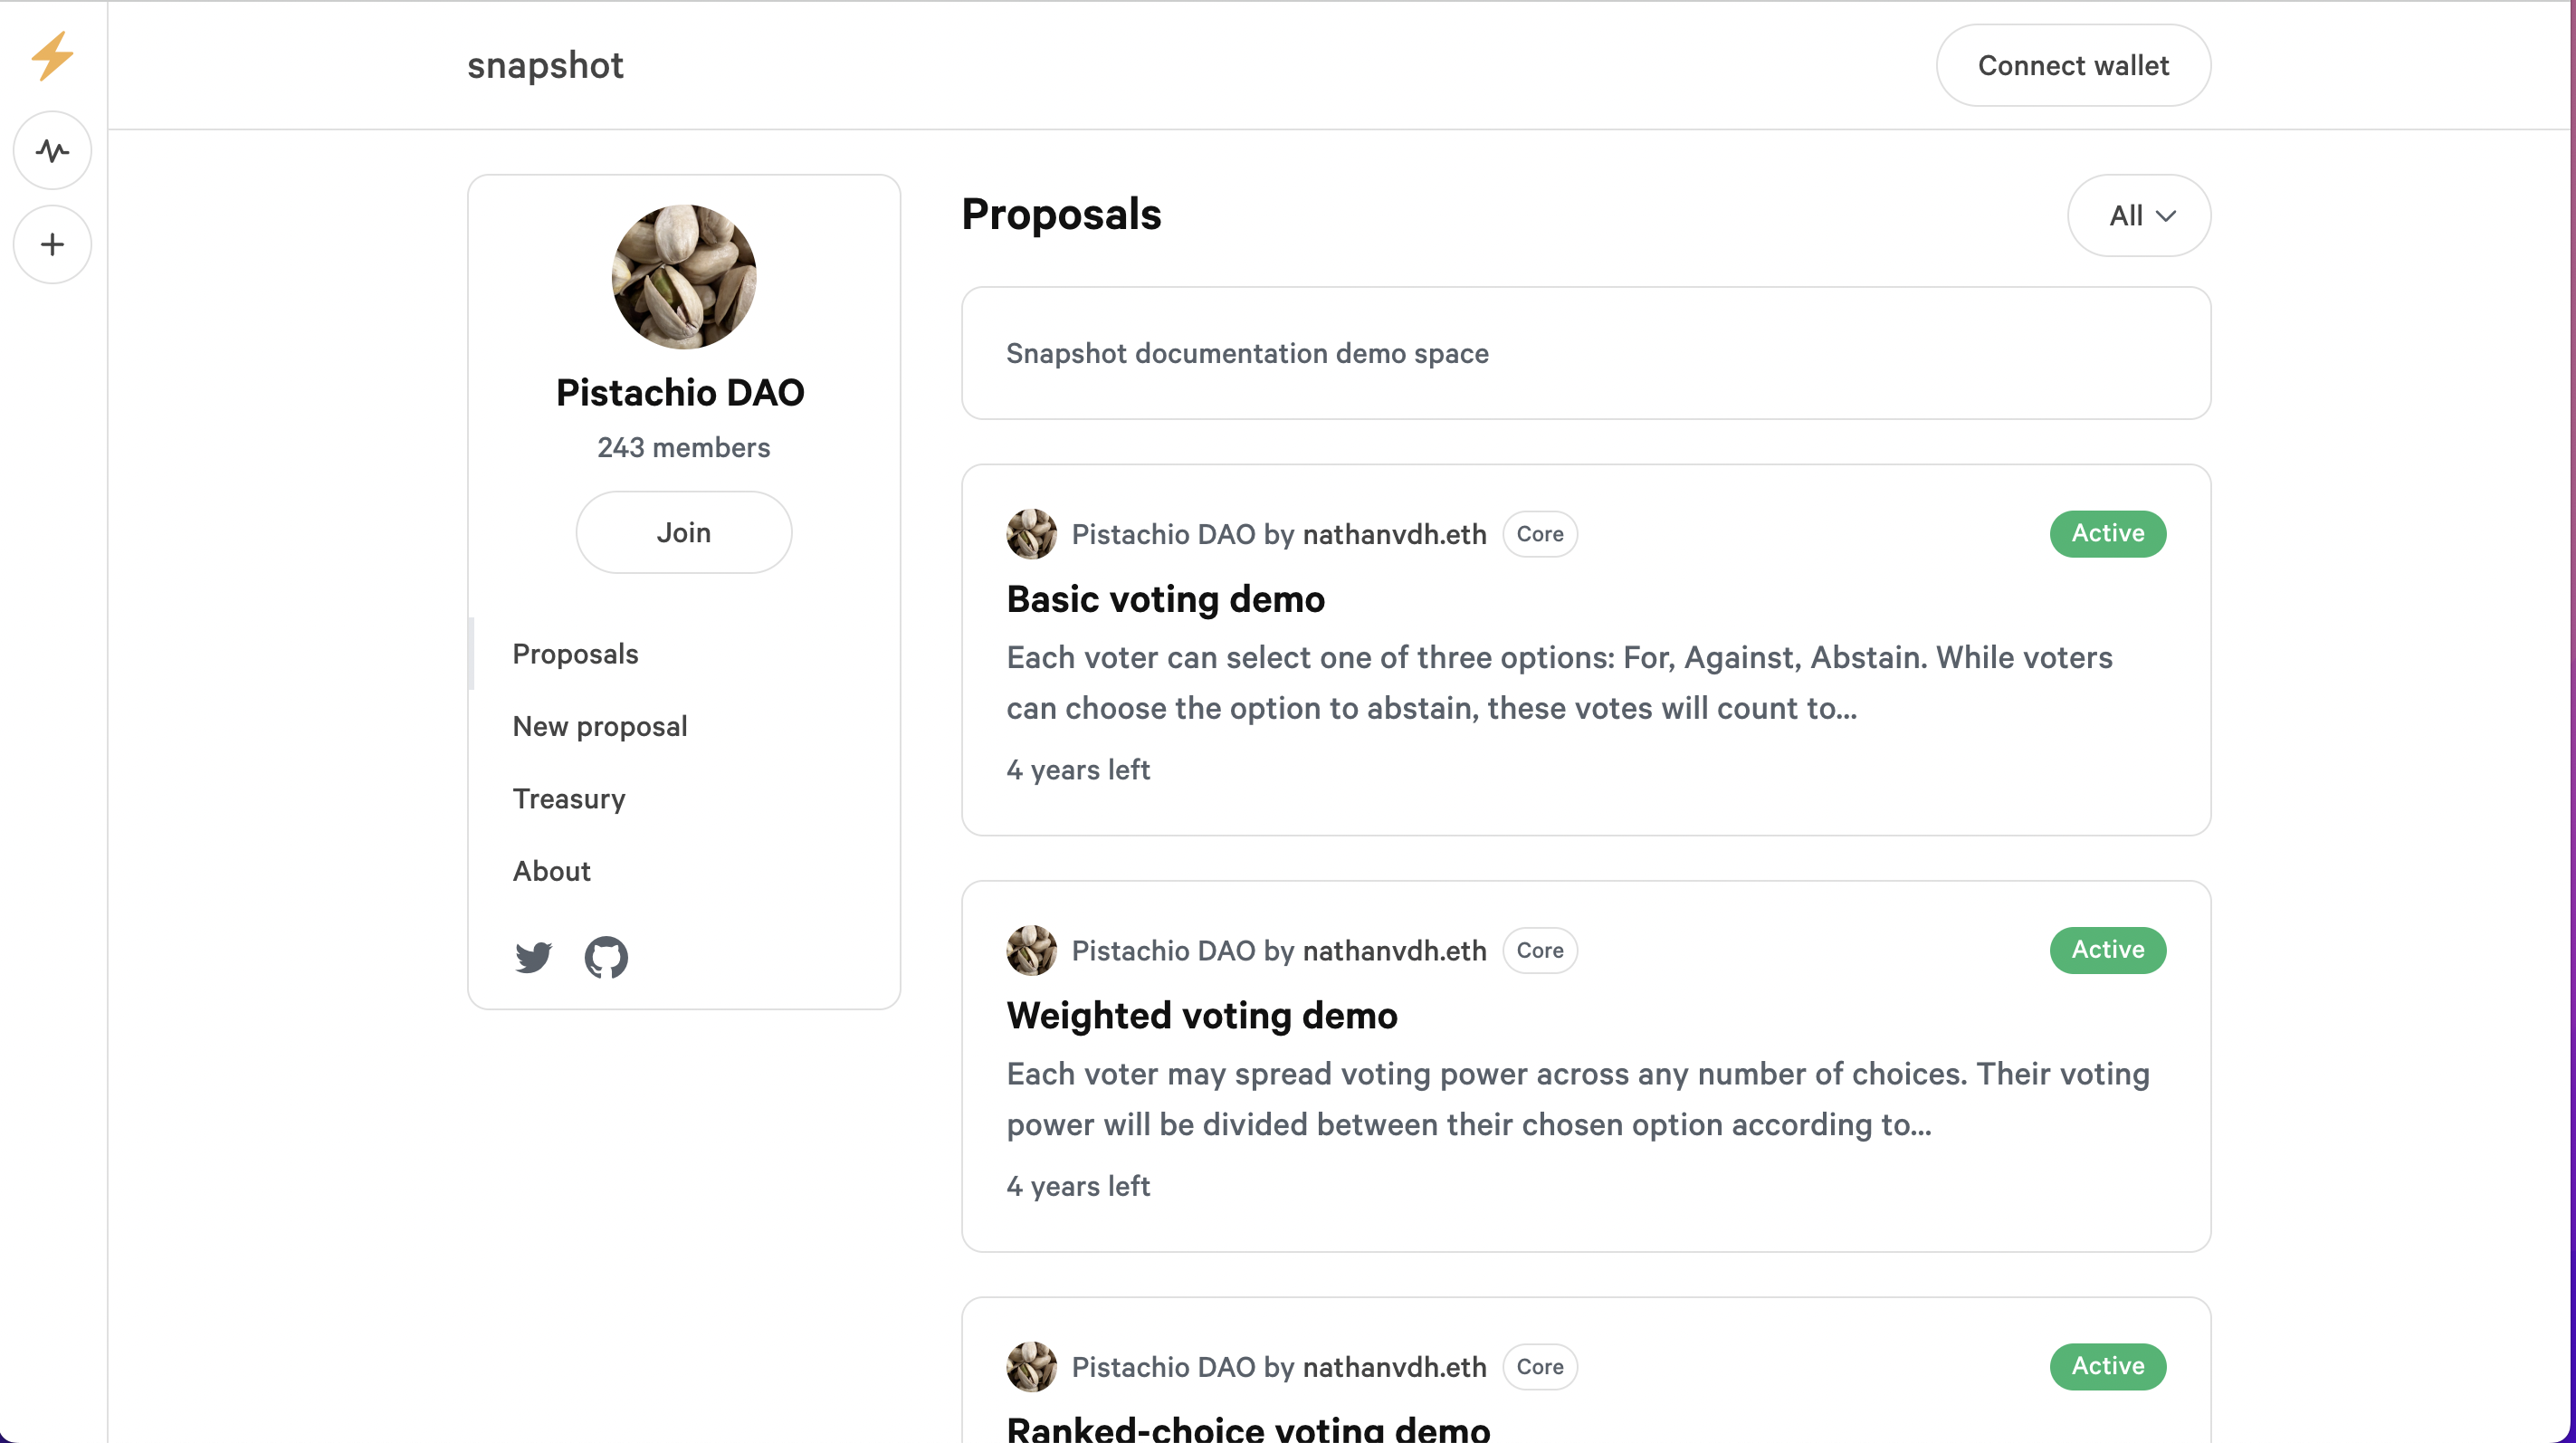 snapshot
Connect wallet
Pistachio DAO
243 members
Join
Proposals
New proposal
Treasury
About
Proposals
All
Snapshot documentation demo space
Pistachio DAO by nathanvdh.eth Core Active
Basic voting demo
Each voter can select one of three options: For, Against, Abstain. While voters
can choose the option to abstain, these votes will count to...
4 years left
Pistachio DAO by nathanvdh.eth Core Active
Weighted voting demo
Each voter may spread voting power across any number of choices. Their voting
power will be divided between their chosen option according to...
4 years left
Pistachio DAO by nathanvdh.eth Core Active
Ranked-choice voting demo